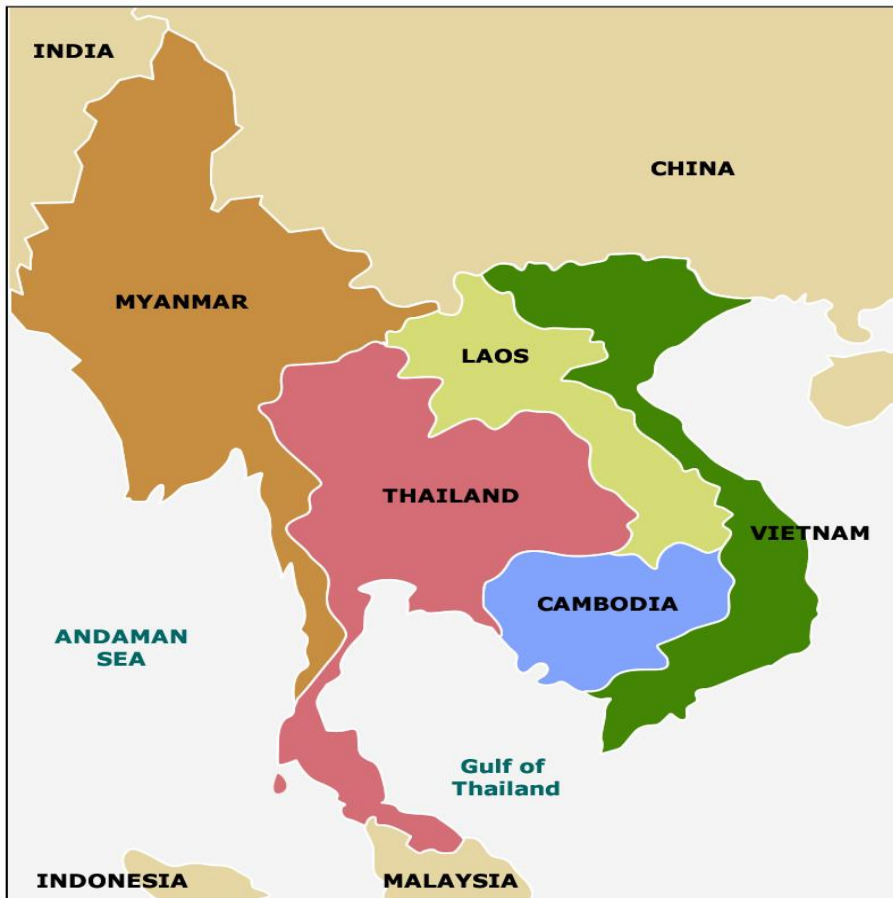 INDIA
CHINA
MYANMAR
LAOS
THAILAND
VIETNAM
CAMBODIA
ANDAMAN
SEA
Gulf of
Thailand
INDONESIA
MALAYSIA